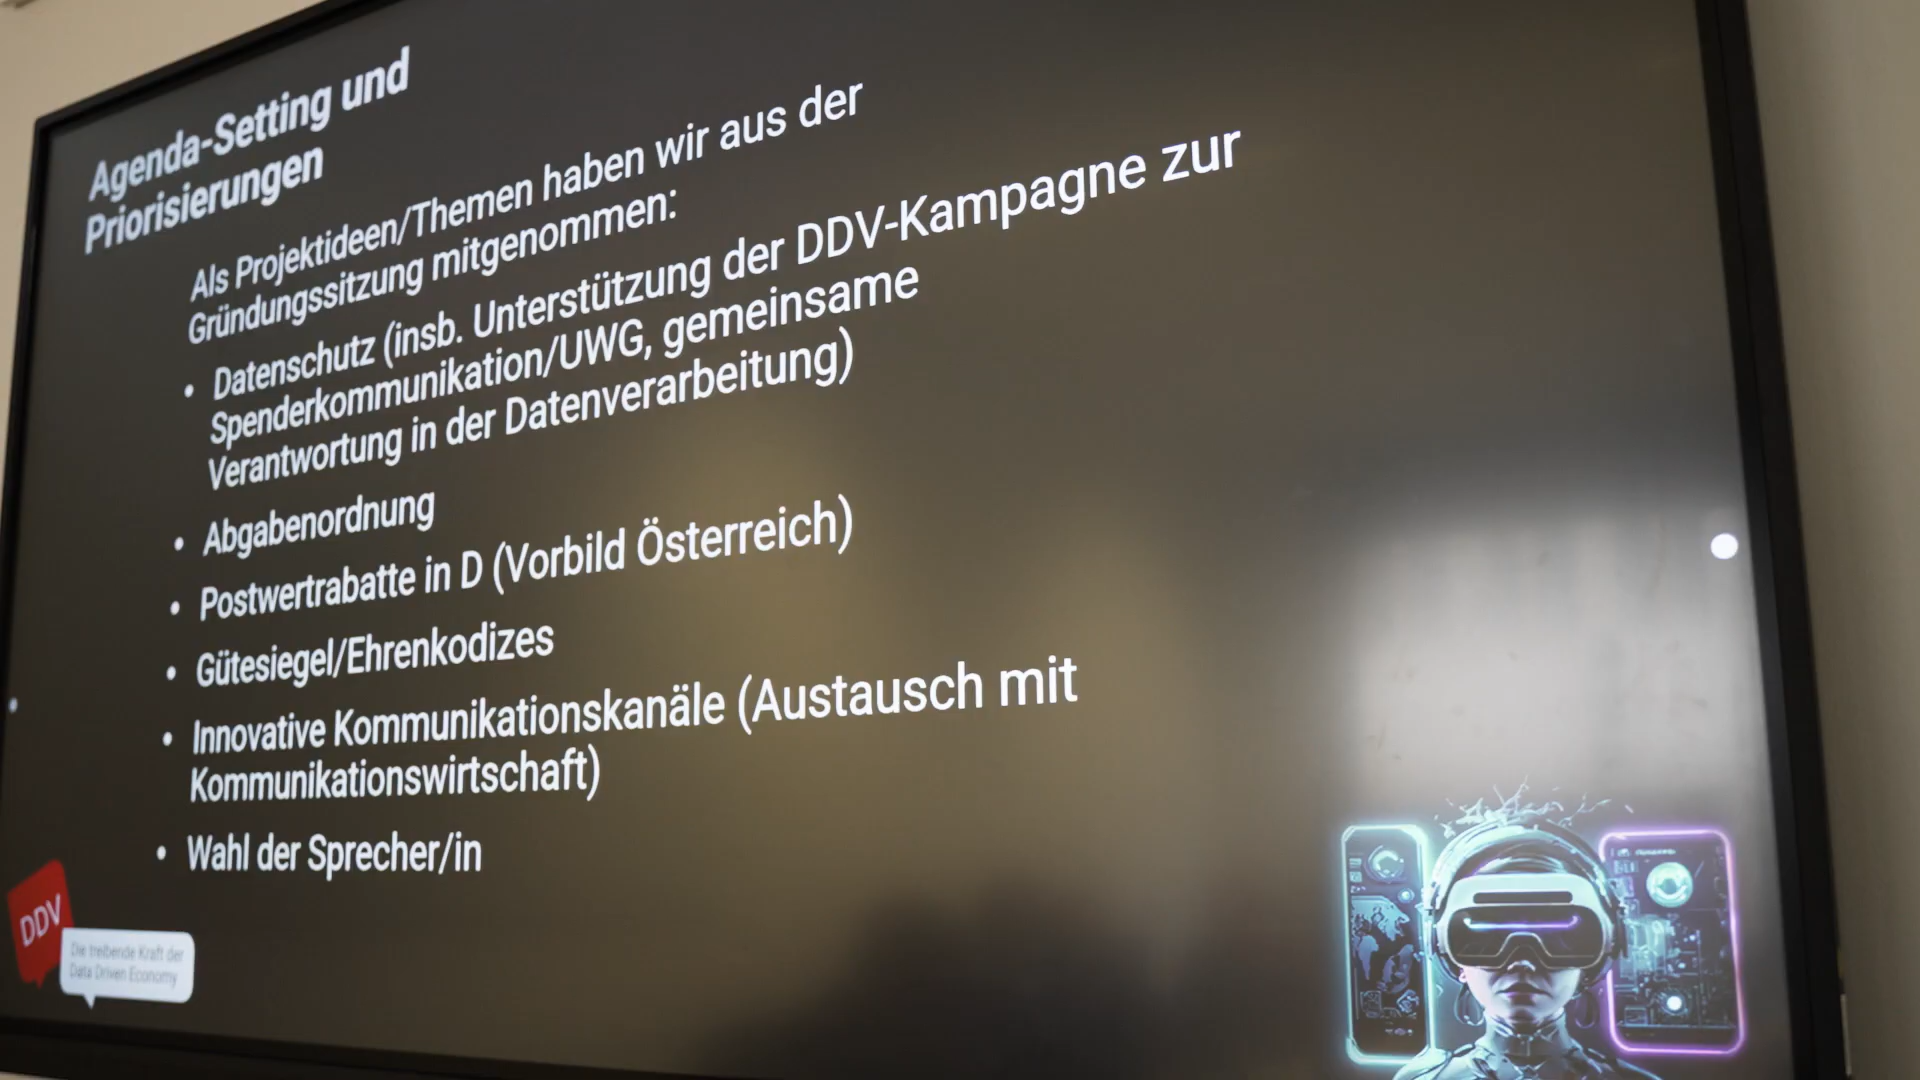 Agenda-Setting und
Priorisierungen
Als Projektideen/Themen haben wir aus der
Gründungssitzung mitgenommen:
• Datenschutz (insb. Unterstützung der DDV-Kampagne zur
Spenderkommunikation/UWG, gemeinsame
Verantwortung in der Datenverarbeitung)
• Abgabenordnung
• Postwertrabatte in D (Vorbild Österreich)
• Gütesiegel/Ehrenkodizes
• Innovative Kommunikationskanäle (Austausch mit
Kommunikationswirtschaft)
• Wahl der Sprecher/in
DDV
Die treibende Kraft der
Data Driven Economy